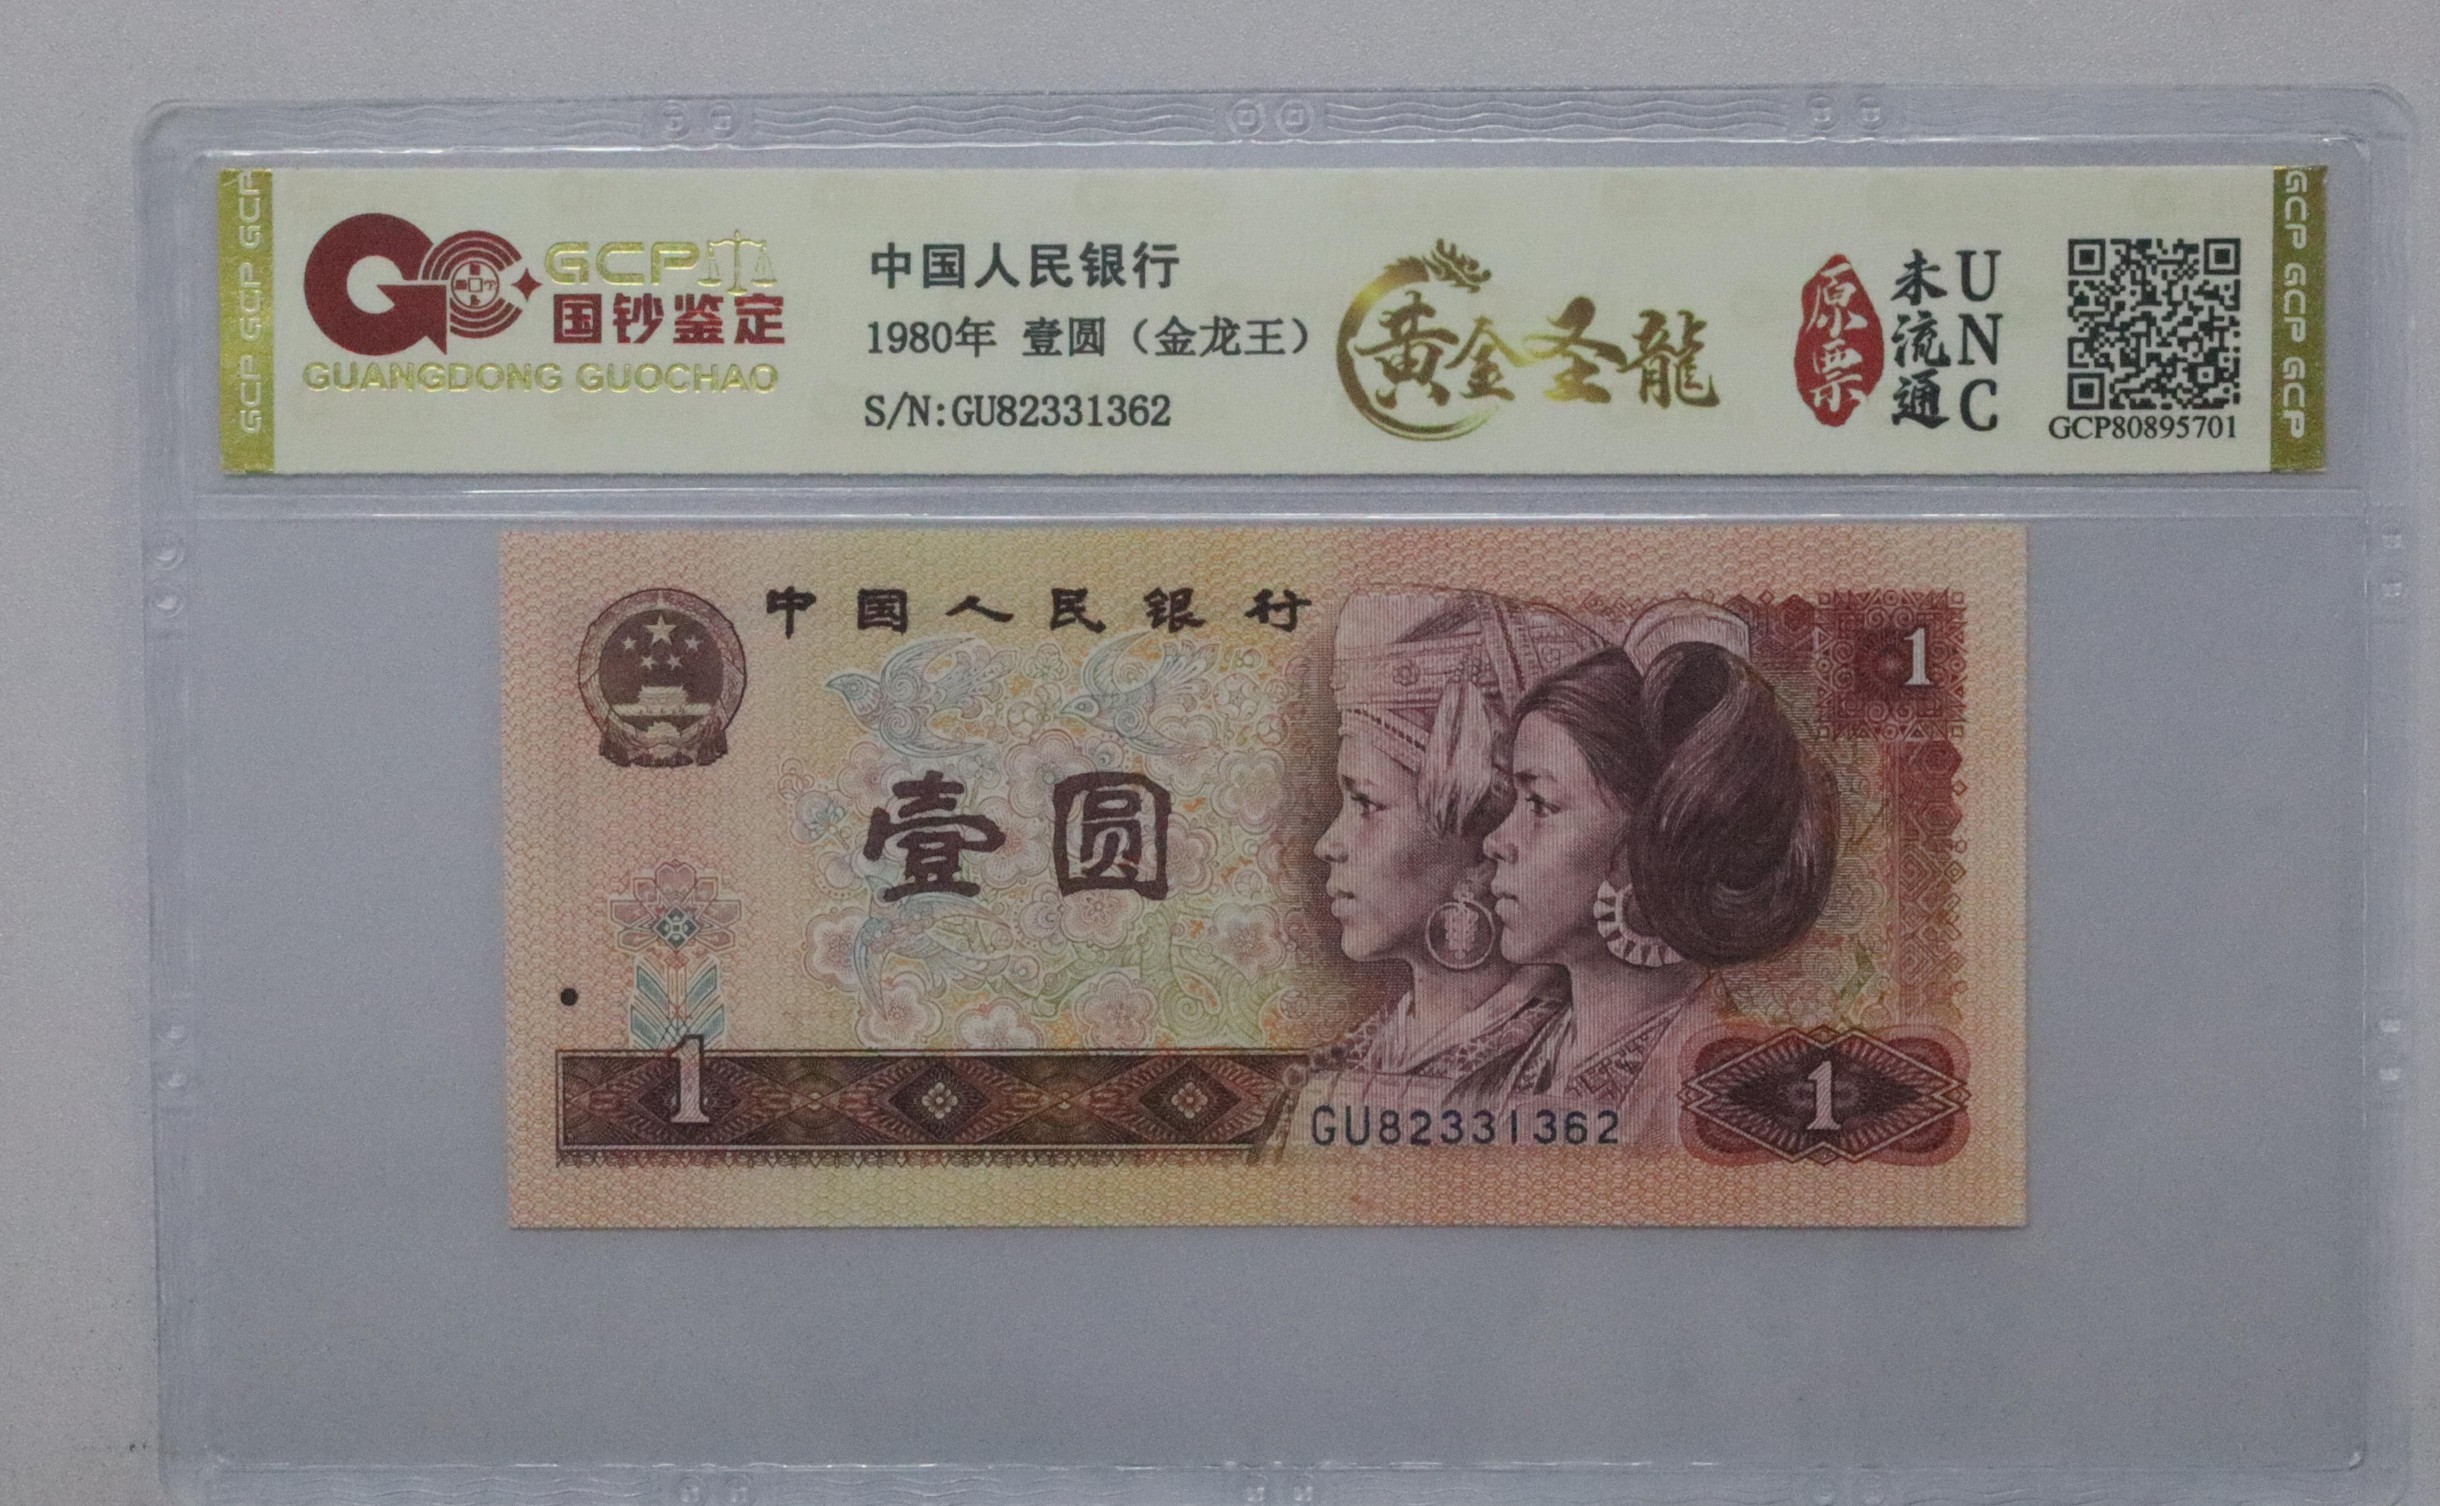 GCP
国钞鉴定
GUANGDONG GUOCHAO
中国人民银行
1980年 壹圆（金龙王）
S/N:GU82331362
黄金圣龍
原票
未流通
UNC
GCP80895701
GCP GCP GCP
GCP GCP GCP
中国人民银行
1
壹圆
1
GU82331362
1